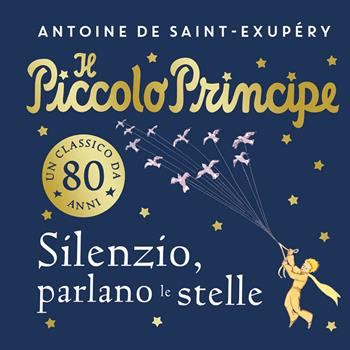 ANTOINE DE SAINT-EXUPÉRY
Il
Piccolo Principe
UN CLASSICO DA
80
ANNI
Silenzio,
parlano le stelle